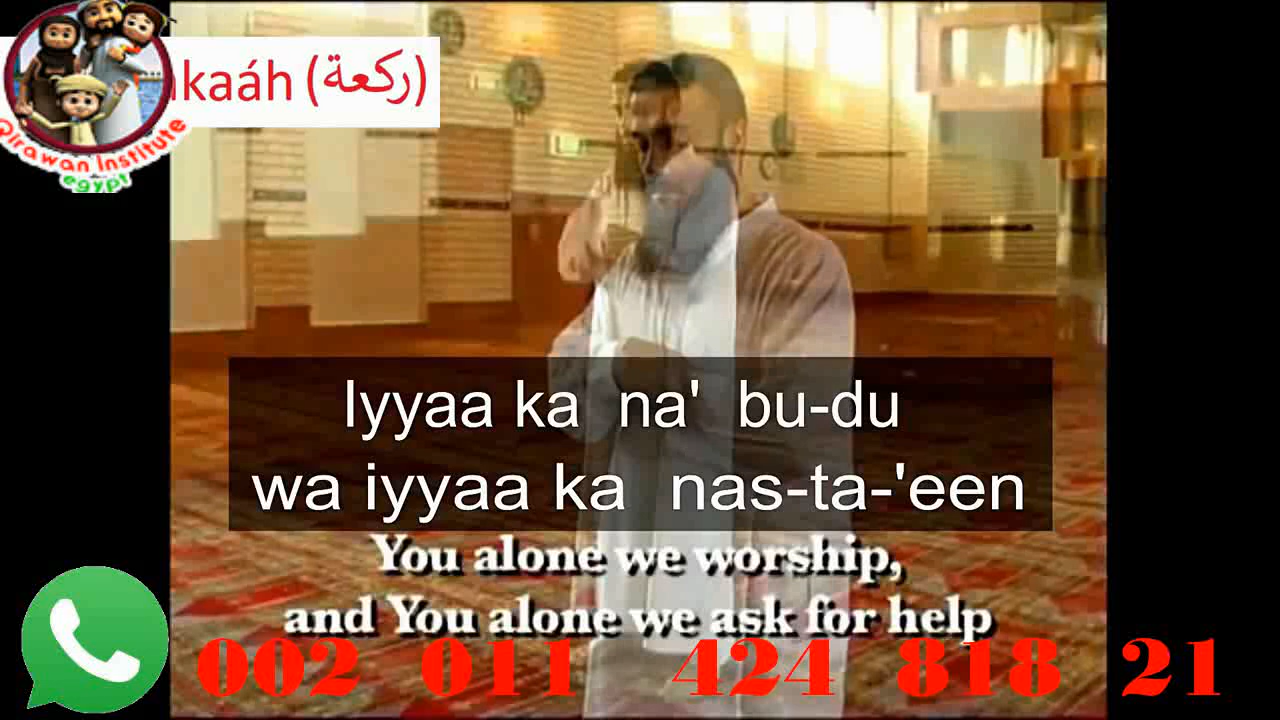 kaáh (ركعة)
Qirawan Institute
egypt
Iyyaa ka na' bu-du
wa iyyaa ka nas-ta-'een
You alone we worship,
and You alone we ask for help
002 011 424 818 21